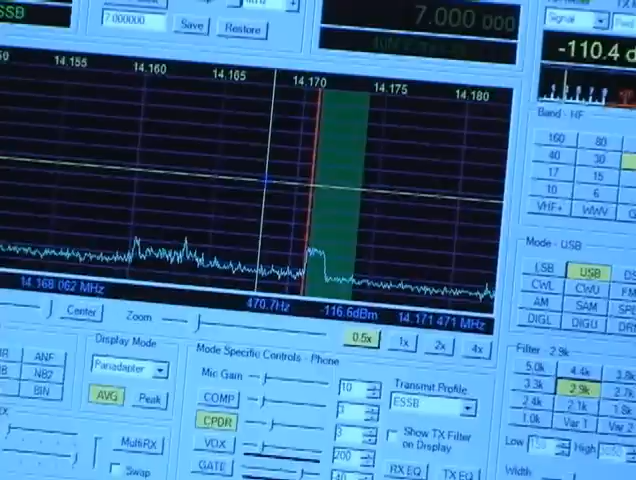 SSB
7.000000
Save
Restore
7.000 000
Signal
-110.4 d
14.155
14.160
14.165
14.170
14.175
14.180
Band - HF
160 80
40 30
17 15
10 6
VHF+ WWV
Mode - USB
LSB USB
CWL CWU
AM SAM
DIGL DIGU
14.168 062 MHz
470.7Hz
-116.6dBm
14.171 471 MHz
Center
Zoom
0.5x
1x
2x
4x
Filter - 2.9k
5.0k 4.4k 3.8k
3.3k 2.9k 2.7k
2.4k 2.1k 1.8k
1.0k Var 1 Var 2
Low
High
Width
ANF
NB2
BIN
Display Mode
Panadapter
AVG
Peak
MultiRX
Swap
Mode Specific Controls - Phone
Mic Gain
10
COMP
3
CPDR
3
VOX
200
GATE
Transmit Profile
ESSB
Show TX Filter
on Display
RX EQ
TX EQ